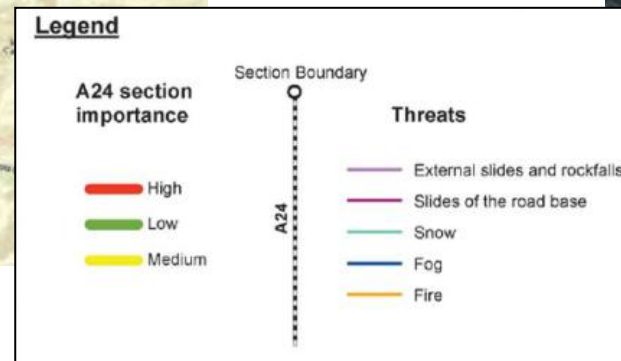 Legend
A24 section
importance
High
Low
Medium
Section Boundary
A24
Threats
External slides and rockfalls
Slides of the road base
Snow
Fog
Fire